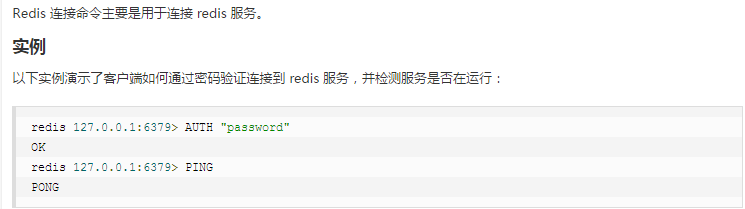 Redis 连接命令主要是用于连接 redis 服务。
实例
以下实例演示了客户端如何通过密码验证连接到 redis 服务，并检测服务是否在运行：
redis 127.0.0.1:6379> AUTH "password"
OK
redis 127.0.0.1:6379> PING
PONG